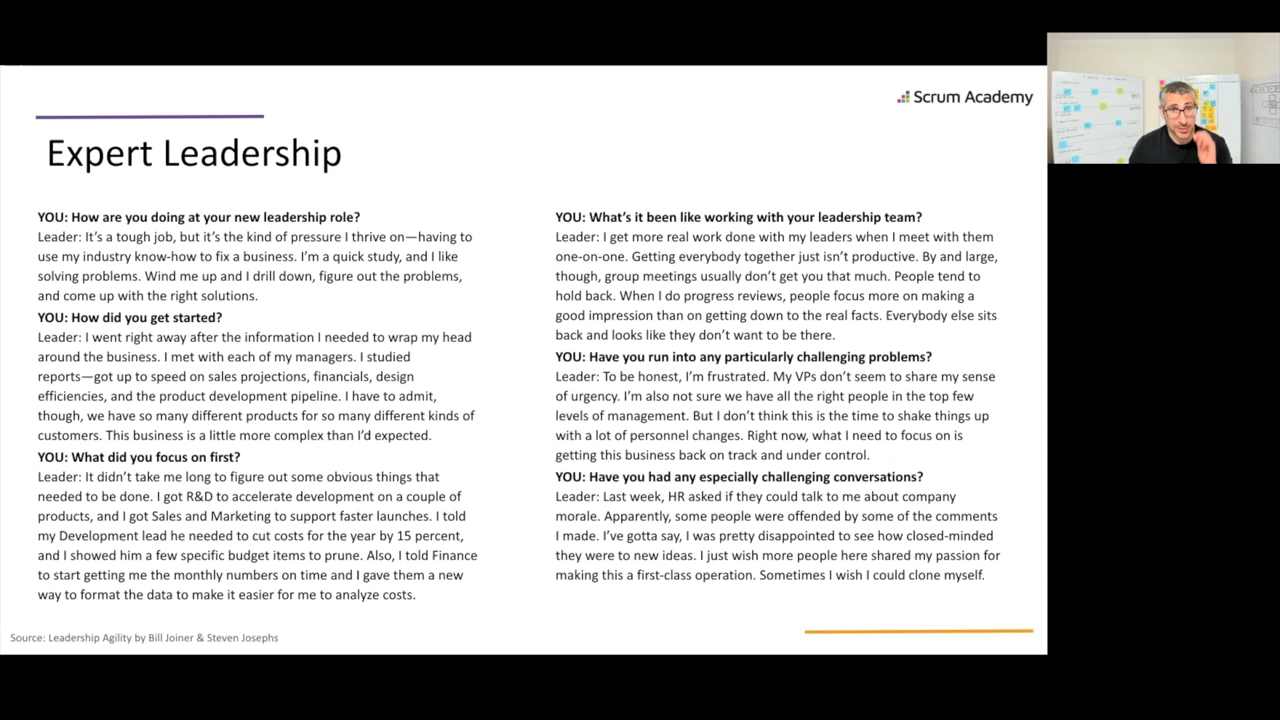 Scrum Academy
Expert Leadership
YOU: How are you doing at your new leadership role?
Leader: It’s a tough job, but it’s the kind of pressure I thrive on—having to
use my industry know-how to fix a business. I’m a quick study, and I like
solving problems. Wind me up and I drill down, figure out the problems,
and come up with the right solutions.
YOU: How did you get started?
Leader: I went right away after the information I needed to wrap my head
around the business. I met with each of my managers. I studied
reports—got up to speed on sales projections, financials, design
efficiencies, and the product development pipeline. I have to admit,
though, we have so many different products for so many different kinds of
customers. This business is a little more complex than I’d expected.
YOU: What did you focus on first?
Leader: It didn’t take me long to figure out some obvious things that
needed to be done. I got R&D to accelerate development on a couple of
products, and I got Sales and Marketing to support faster launches. I told
my Development lead he needed to cut costs for the year by 15 percent,
and I showed him a few specific budget items to prune. Also, I told Finance
to start getting me the monthly numbers on time and I gave them a new
way to format the data to make it easier for me to analyze costs.
YOU: What’s it been like working with your leadership team?
Leader: I get more real work done with my leaders when I meet with them
one-on-one. Getting everybody together just isn’t productive. By and large,
though, group meetings usually don’t get you that much. People tend to
hold back. When I do progress reviews, people focus more on making a
good impression than on getting down to the real facts. Everybody else sits
back and looks like they don’t want to be there.
YOU: Have you run into any particularly challenging problems?
Leader: To be honest, I’m frustrated. My VPs don’t seem to share my sense
of urgency. I’m also not sure we have all the right people in the top few
levels of management. But I don’t think this is the time to shake things up
with a lot of personnel changes. Right now, what I need to focus on is
getting this business back on track and under control.
YOU: Have you had any especially challenging conversations?
Leader: Last week, HR asked if they could talk to me about company
morale. Apparently, some people were offended by some of the comments
I made. I’ve gotta say, I was pretty disappointed to see how closed-minded
they were to new ideas. I just wish more people here shared my passion for
making this a first-class operation. Sometimes I wish I could clone myself.
Source: Leadership Agility by Bill Joiner & Steven Josephs